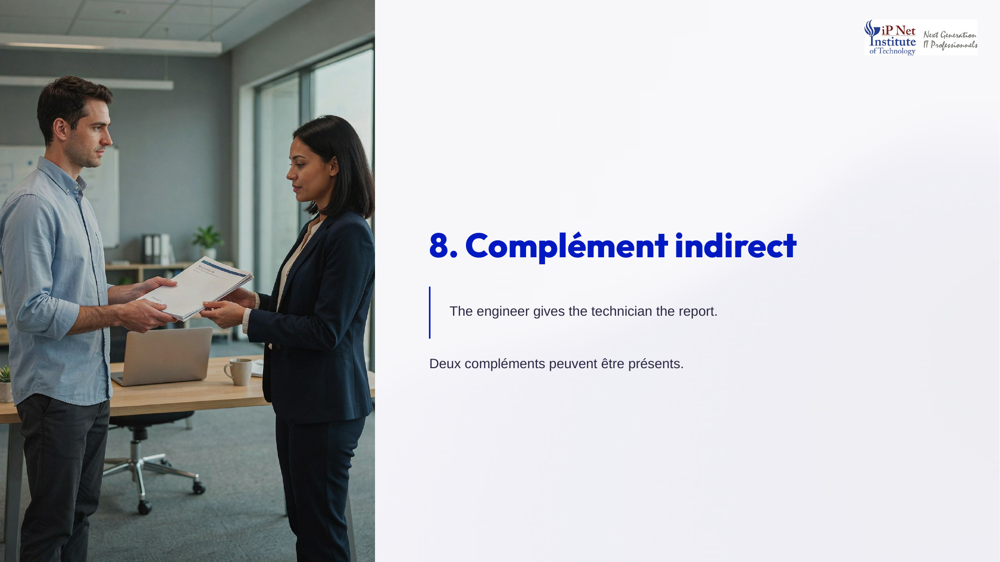 iP Net
Institute
of Technology
Next Generation
IT Professionnels
8. Complément indirect
The engineer gives the technician the report.
Deux compléments peuvent être présents.